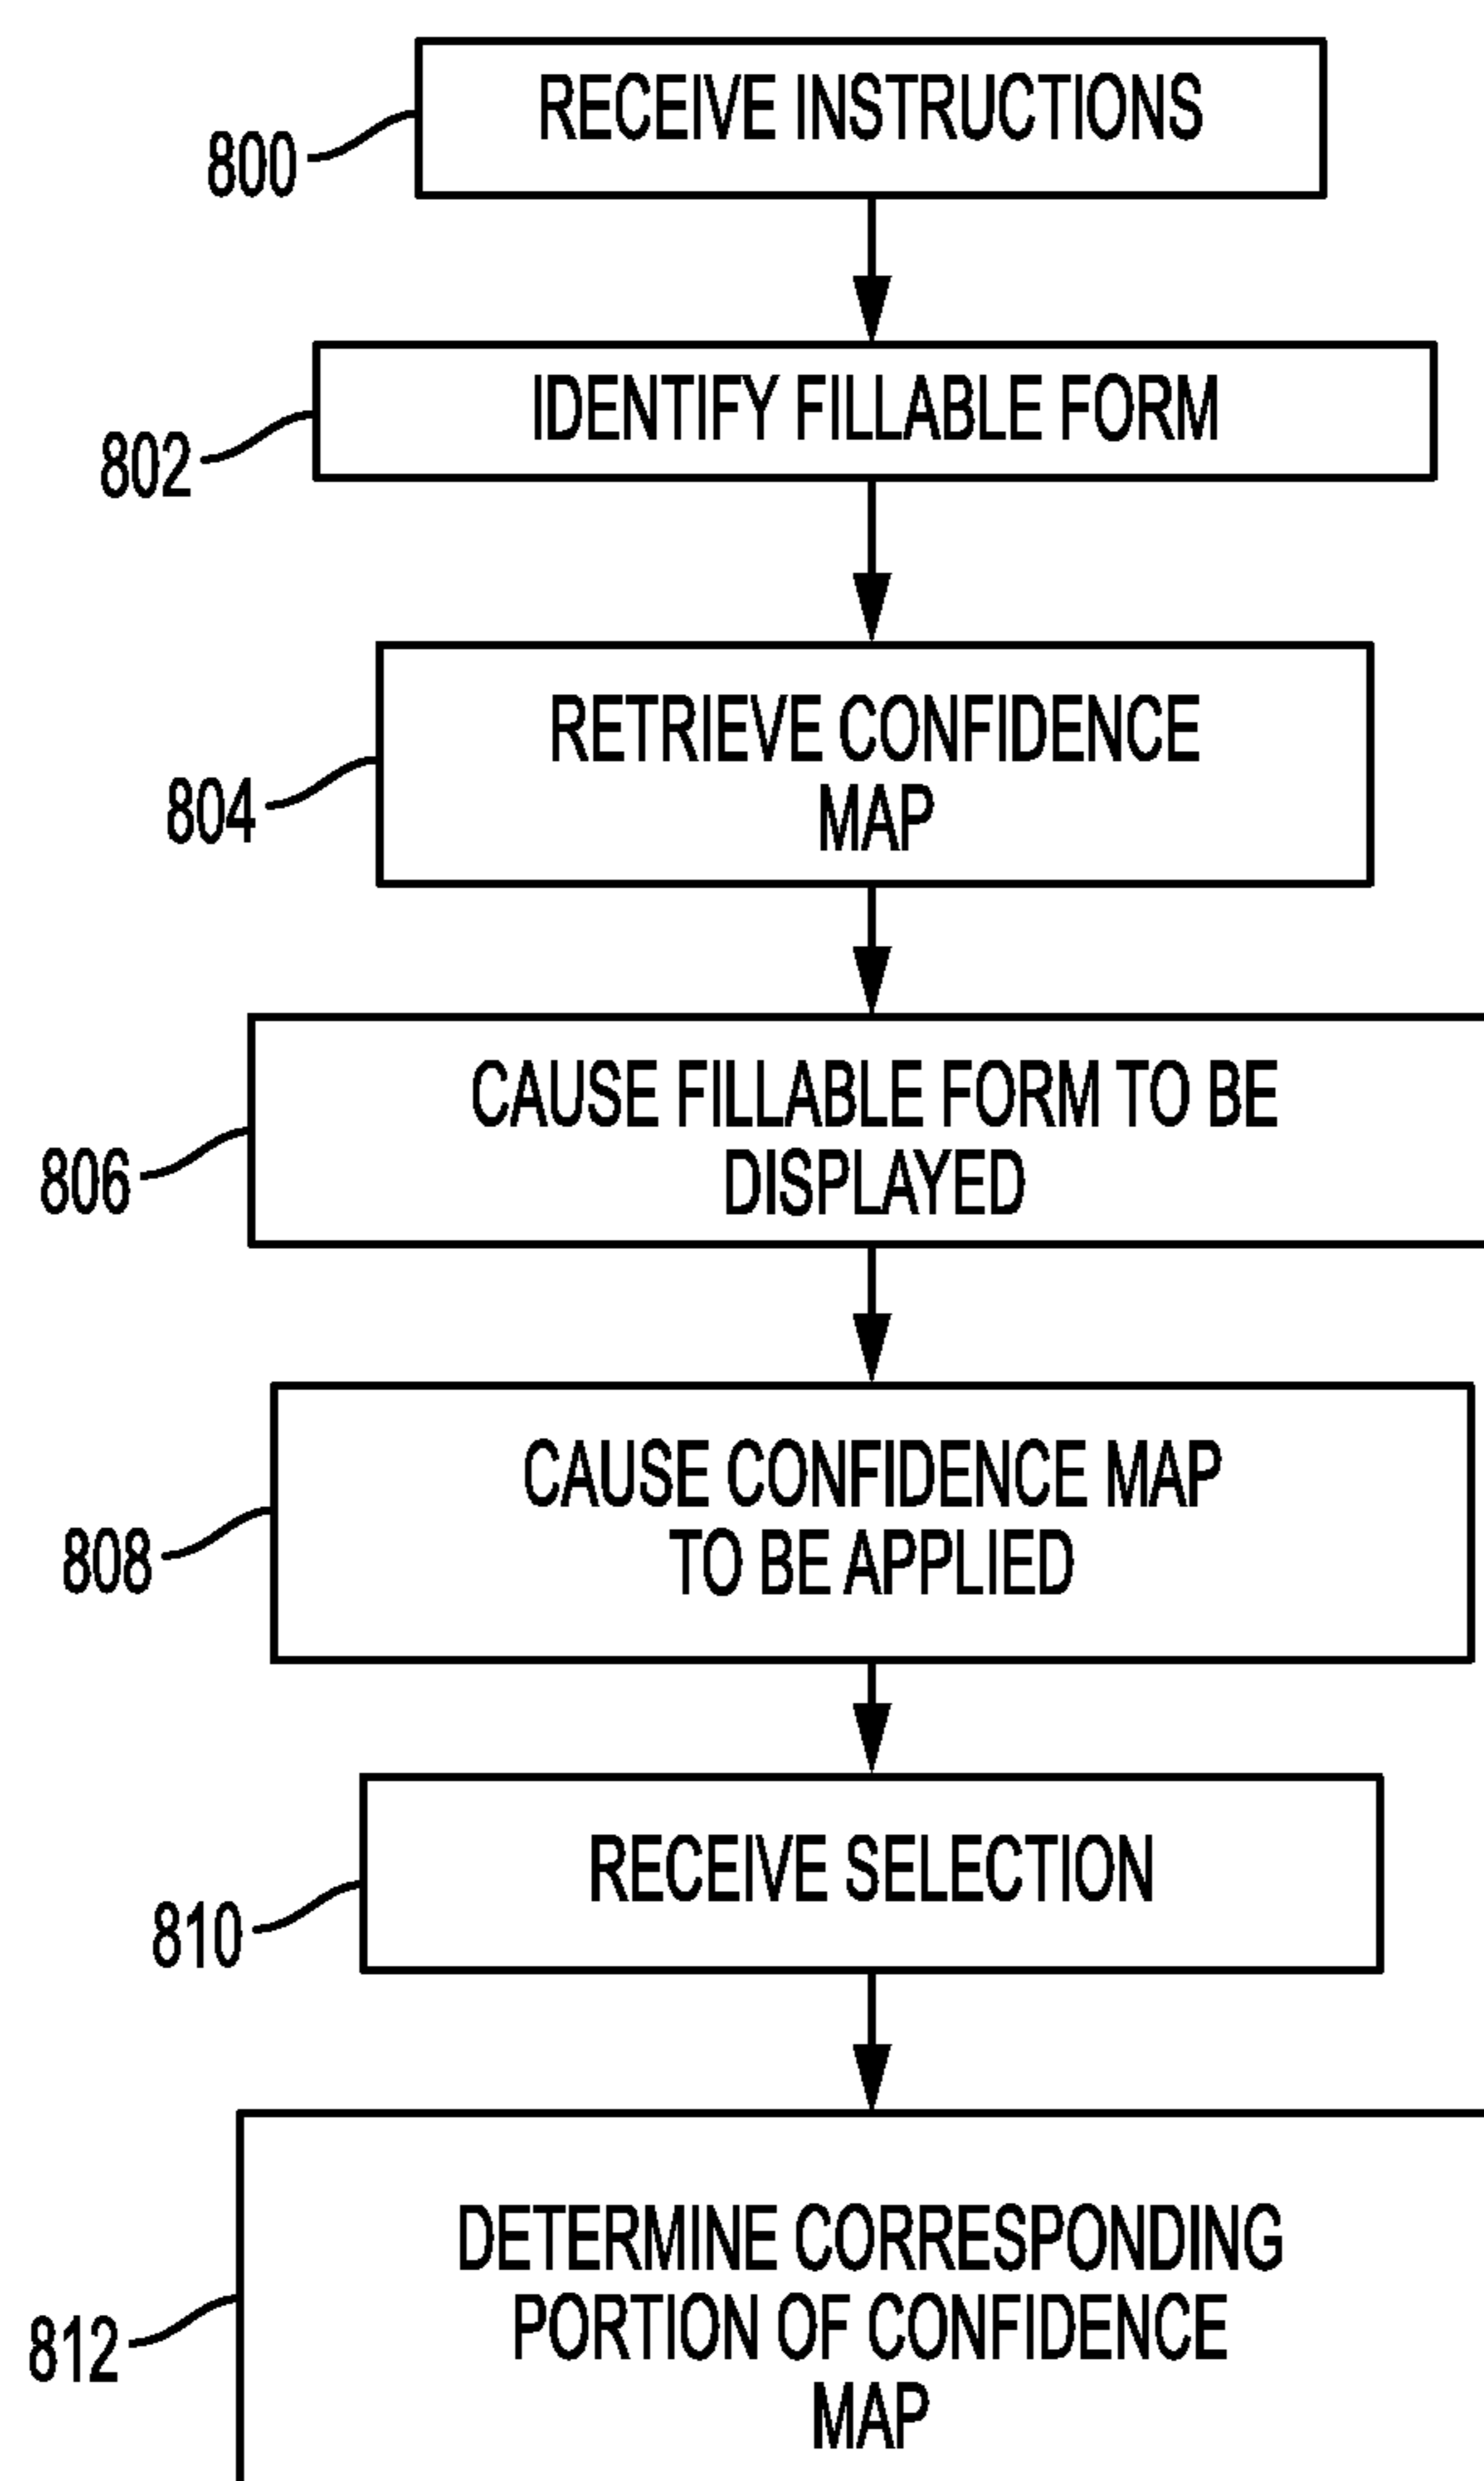 RECEIVE INSTRUCTIONS
800
IDENTIFY FILLABLE FORM
802
RETRIEVE CONFIDENCE
MAP
804
CAUSE FILLABLE FORM TO BE
DISPLAYED
806
CAUSE CONFIDENCE MAP
TO BE APPLIED
808
RECEIVE SELECTION
810
DETERMINE CORRESPONDING
PORTION OF CONFIDENCE
MAP
812